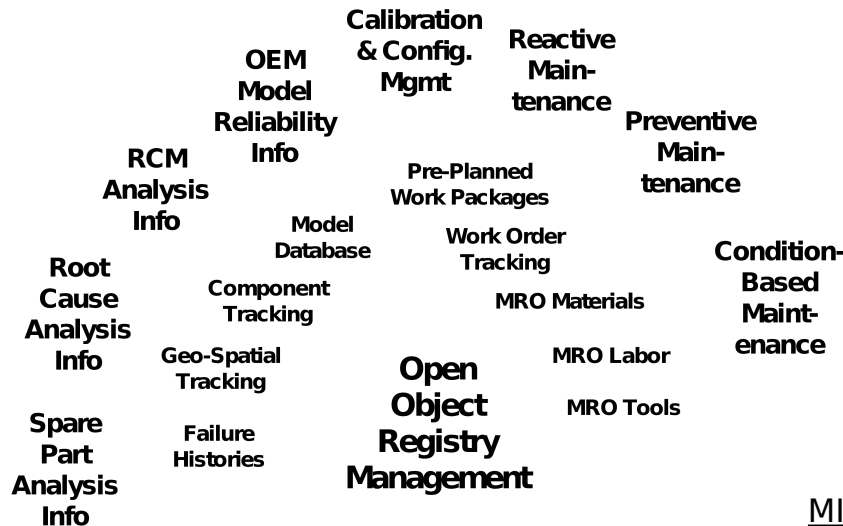 Calibration
& Config.
Mgmt
Reactive
Main-
tenance
OEM
Model
Reliability
Info
Preventive
Main-
tenance
RCM
Analysis
Info
Pre-Planned
Work Packages
Model
Database
Work Order
Tracking
Condition-
Based
Maint-
enance
Root
Cause
Analysis
Info
Component
Tracking
MRO Materials
Geo-Spatial
Tracking
MRO Labor
Open
Object
Registry
Management
MRO Tools
Spare
Part
Analysis
Info
Failure
Histories
MI